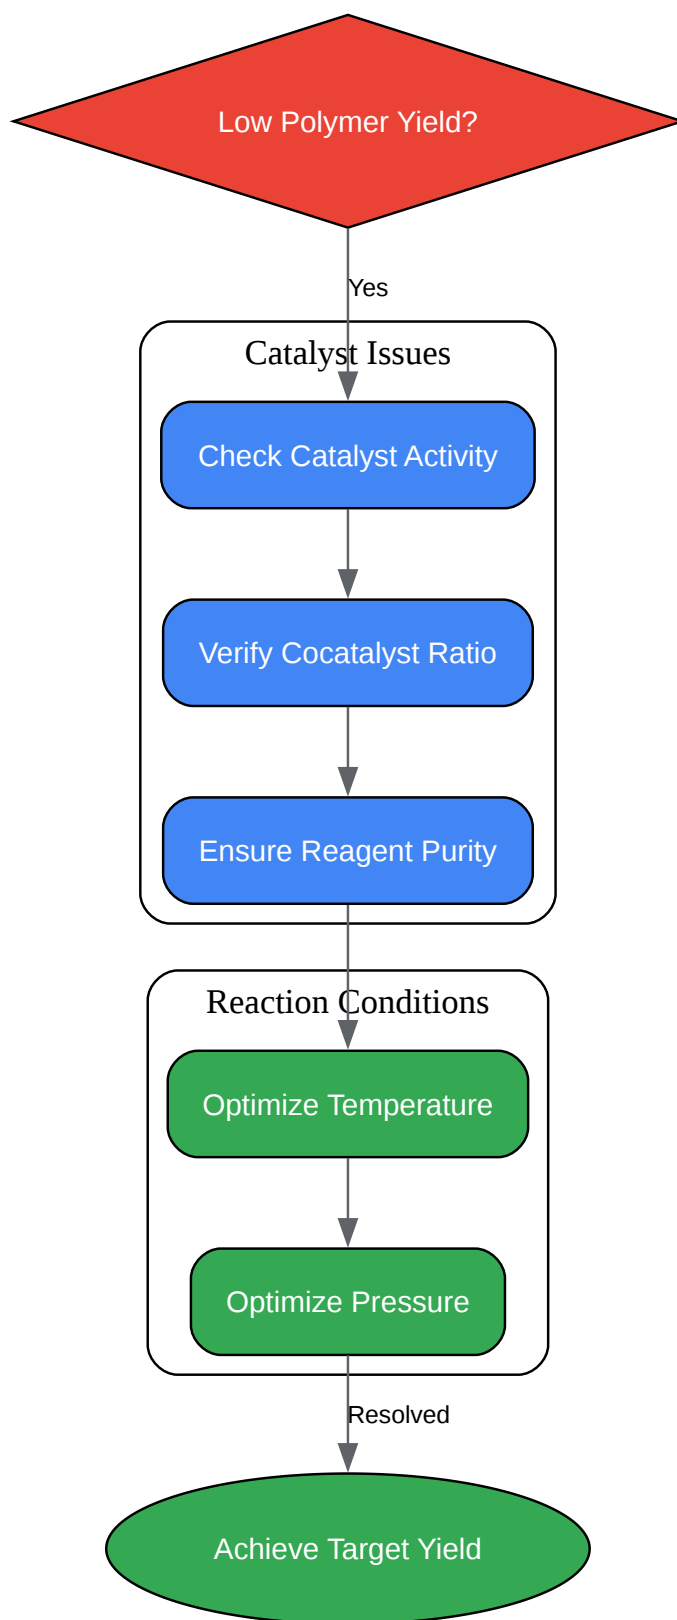 Low Polymer Yield?
Yes
Catalyst Issues
Check Catalyst Activity
Verify Cocatalyst Ratio
Ensure Reagent Purity
Reaction Conditions
Optimize Temperature
Optimize Pressure
Resolved
Achieve Target Yield